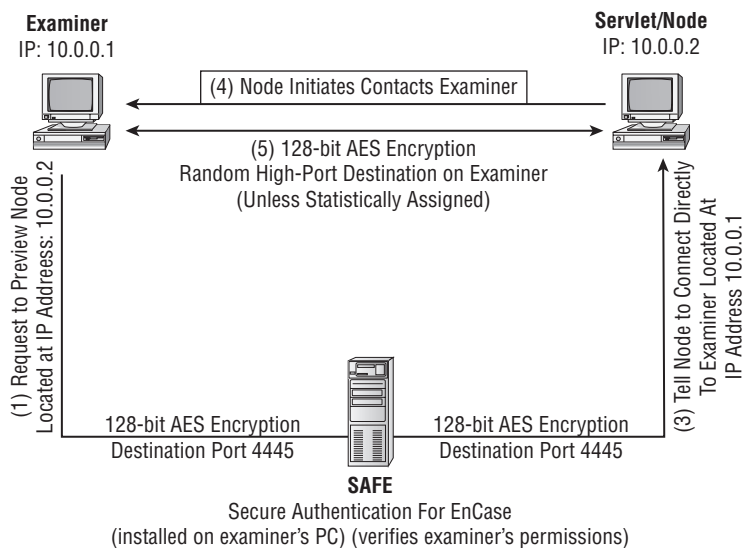 Examiner
IP: 10.0.0.1
Servlet/Node
IP: 10.0.0.2
(4) Node Initiates Contacts Examiner
(5) 128-bit AES Encryption
Random High-Port Destination on Examiner
(Unless Statistically Assigned)
(1) Request to Preview Node
Located at IP Addreess: 10.0.0.2
(3) Tell Node to Connect Directly
To Examiner Located At
IP Address 10.0.0.1
128-bit AES Encryption
Destination Port 4445
128-bit AES Encryption
Destination Port 4445
SAFE
Secure Authentication For EnCase
(installed on examiner's PC) (verifies examiner's permissions)